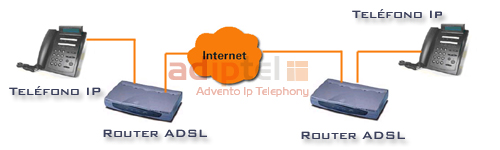 Teléfono Ip
Internet
adiptel
Advento Ip Telephony
Teléfono IP
Router ADSL
Router ADSL